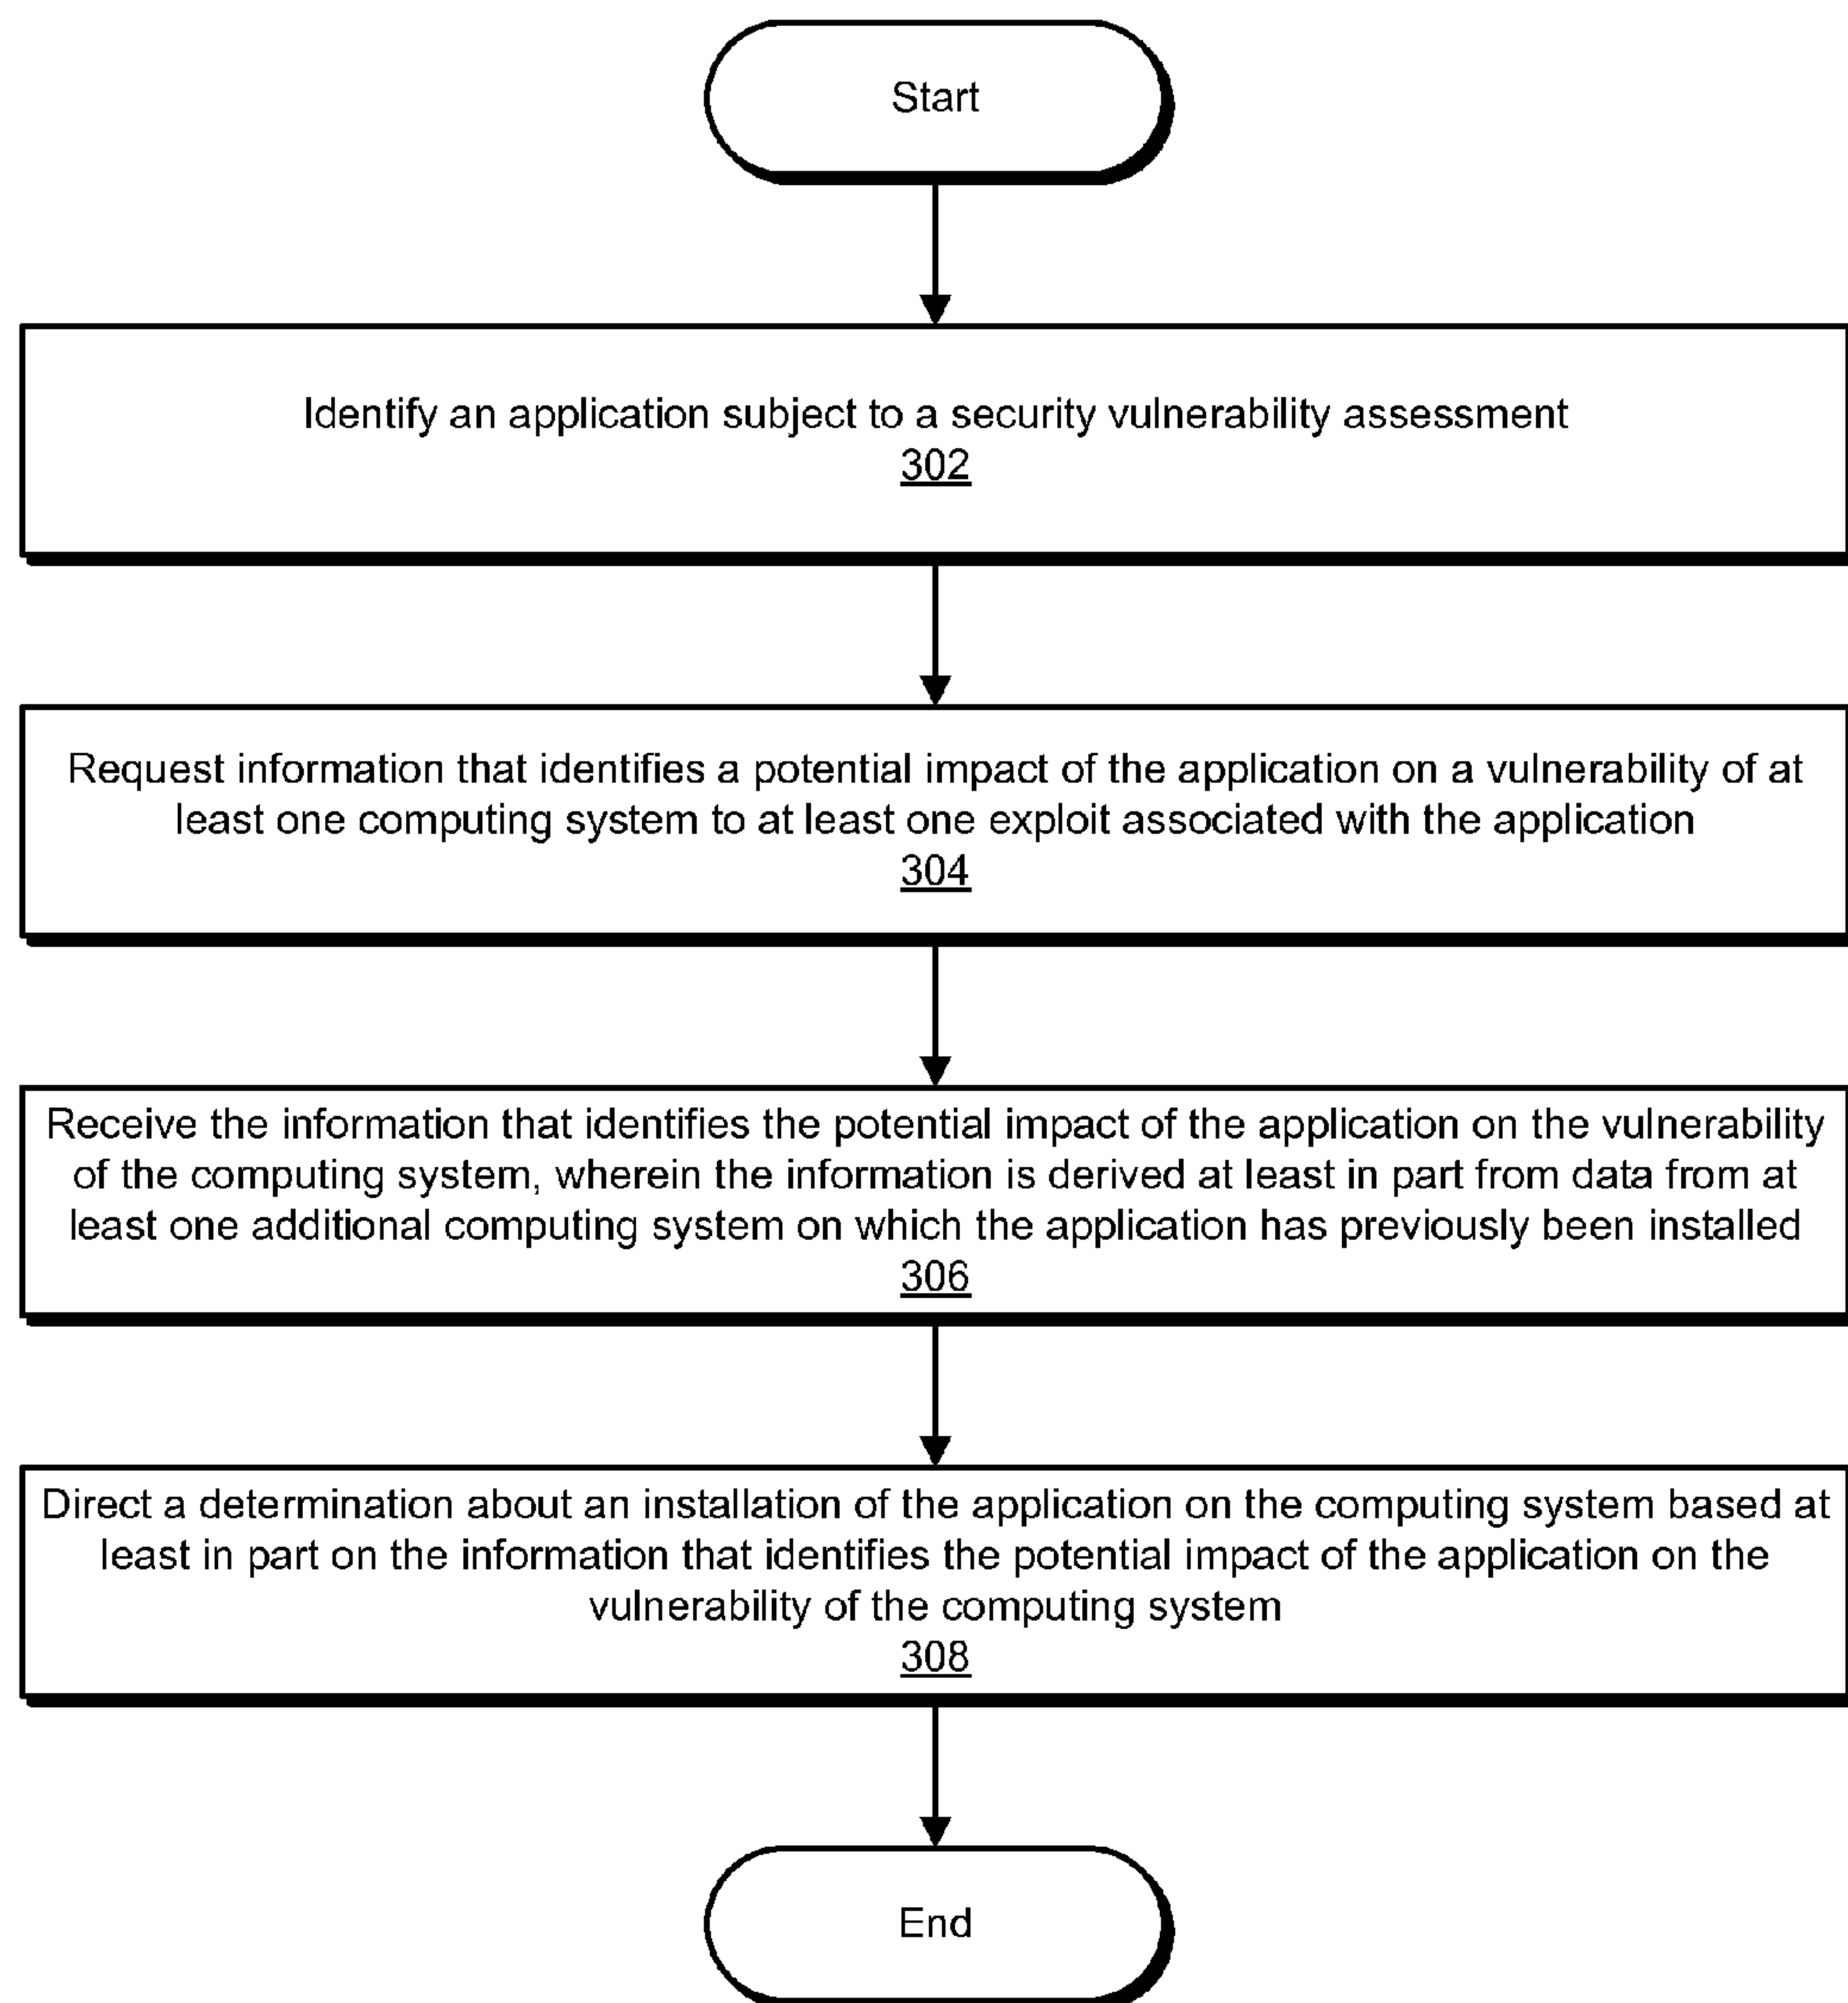 Start
Identify an application subject to a security vulnerability assessment
302
Request information that identifies a potential impact of the application on a vulnerability of at
least one computing system to at least one exploit associated with the application
304
Receive the information that identifies the potential impact of the application on the vulnerability
of the computing system, wherein the information is derived at least in part from data from at
least one additional computing system on which the application has previously been installed
306
Direct a determination about an installation of the application on the computing system based at
least in part on the information that identifies the potential impact of the application on the
vulnerability of the computing system
308
End